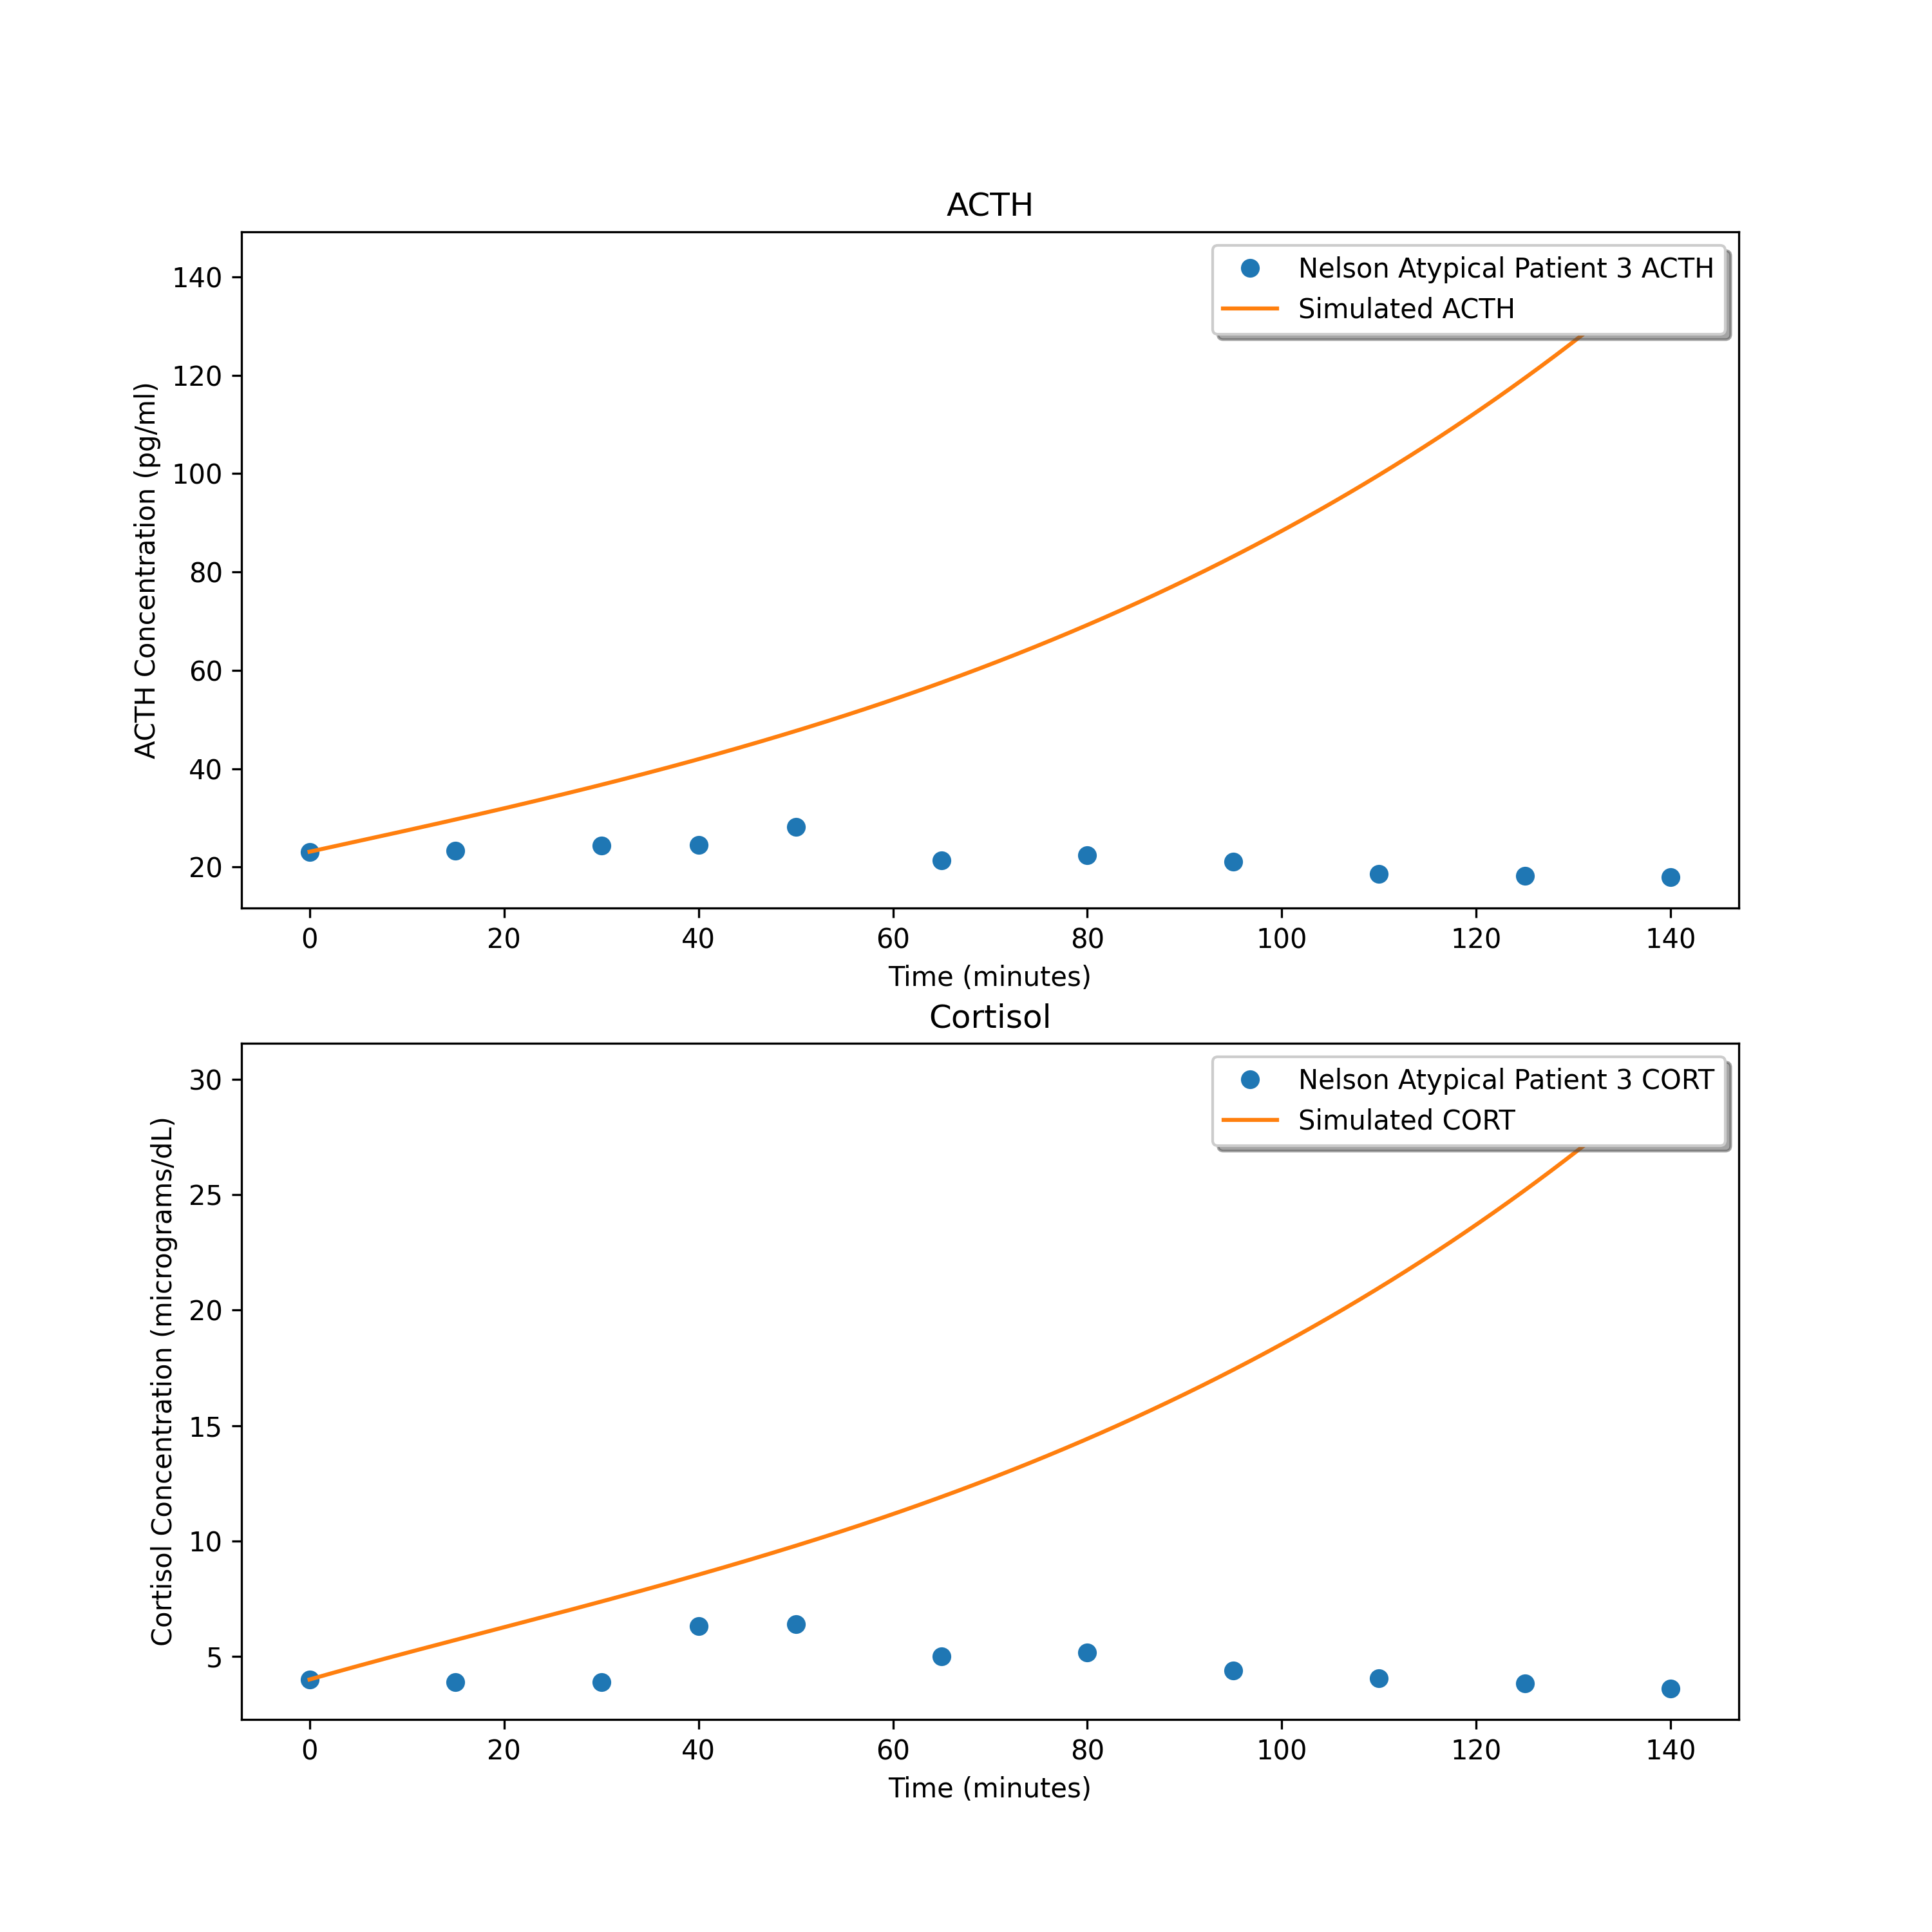 ACTH
Nelson Atypical Patient 3 ACTH
Simulated ACTH
ACTH Concentration (pg/ml)
140
120
100
80
60
40
20
0 20 40 60 80 100 120 140
Time (minutes)
Cortisol
Nelson Atypical Patient 3 CORT
Simulated CORT
Cortisol Concentration (micrograms/dL)
30
25
20
15
10
5
0 20 40 60 80 100 120 140
Time (minutes)